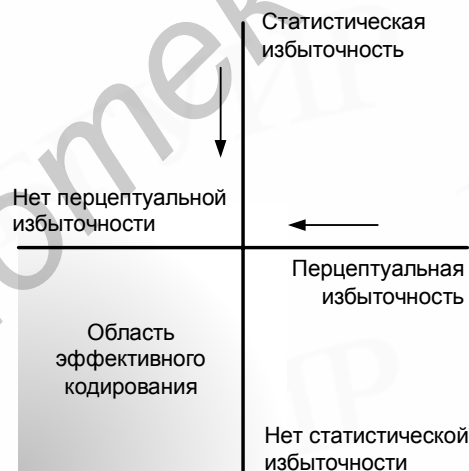 Статистическая
избыточность
Нет перцептуальной
избыточности
Перцептуальная
избыточность
Область
эффективного
кодирования
Нет статистической
избыточности